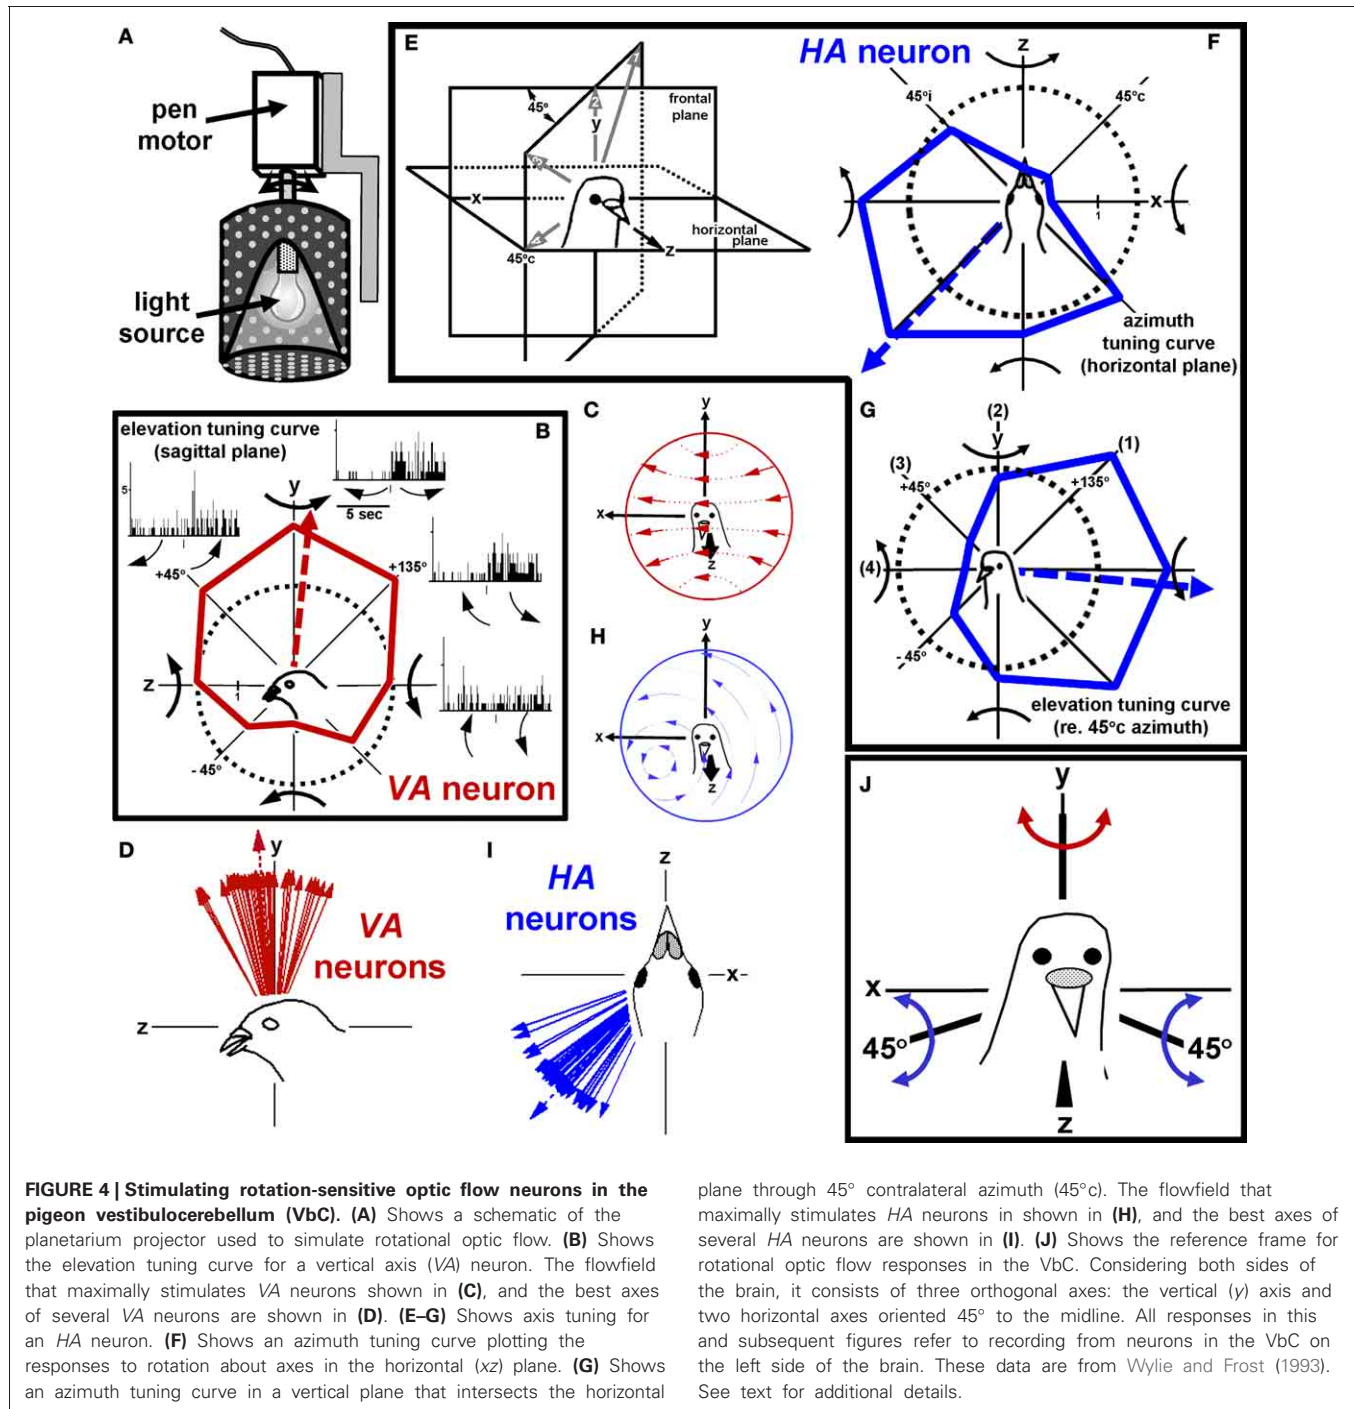 A
pen
motor
light
source
E
45°
y
frontal
plane
x
horizontal
plane
z
45°c
HA neuron
F
z
45°i
45°c
x
1
azimuth
tuning curve
(horizontal plane)
B
elevation tuning curve
(sagittal plane)
5
5 sec
y
+45°
+135°
z
1
- 45°
VA neuron
C
y
x
z
H
y
x
z
G
(2)
y
(1)
(3)
+45°
+135°
(4)
- 45°
elevation tuning curve
(re. 45°c azimuth)
D
y
VA
neurons
z
I
HA
neurons
z
x
J
y
x
45°
45°
z
FIGURE 4 | Stimulating rotation-sensitive optic flow neurons in the
pigeon vestibulocerebellum (VbC). (A) Shows a schematic of the
planetarium projector used to simulate rotational optic flow. (B) Shows
the elevation tuning curve for a vertical axis (VA) neuron. The flowfield
that maximally stimulates VA neurons shown in (C), and the best axes
of several VA neurons are shown in (D). (E–G) Shows axis tuning for
an HA neuron. (F) Shows an azimuth tuning curve plotting the
responses to rotation about axes in the horizontal (xz) plane. (G) Shows
an azimuth tuning curve in a vertical plane that intersects the horizontal
plane through 45° contralateral azimuth (45°c). The flowfield that
maximally stimulates HA neurons in shown in (H), and the best axes of
several HA neurons are shown in (I). (J) Shows the reference frame for
rotational optic flow responses in the VbC. Considering both sides of
the brain, it consists of three orthogonal axes: the vertical (y) axis and
two horizontal axes oriented 45° to the midline. All responses in this
and subsequent figures refer to recording from neurons in the VbC on
the left side of the brain. These data are from Wylie and Frost (1993).
See text for additional details.